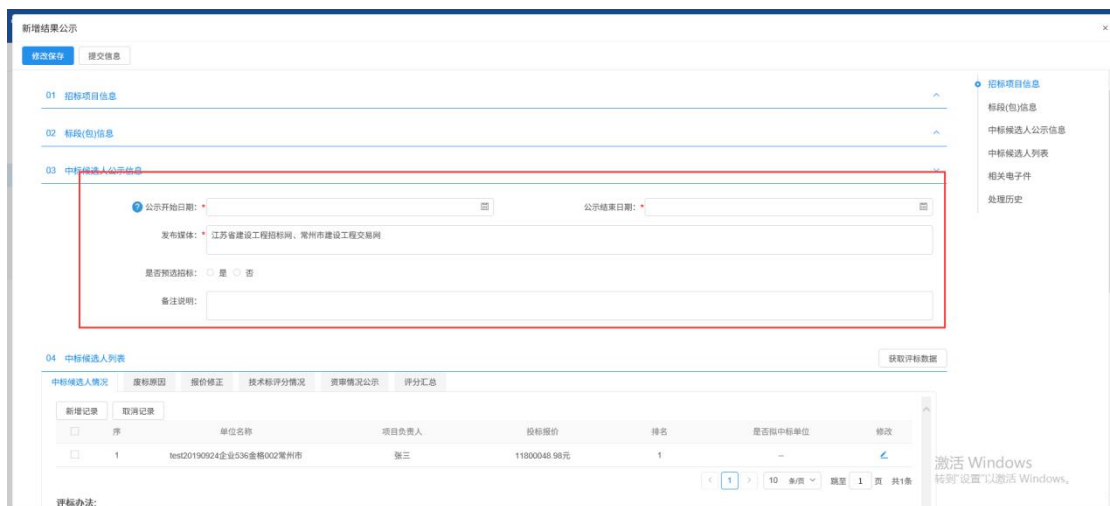 新增结果公示
×
修改保存 提交信息
01 招标项目信息
02 标段(包)信息
03 中标候选人公示信息
? 公示开始日期: * 公示结束日期: *
发布媒体: * 江苏省建设工程招标网、常州市建设工程交易网
是否预选招标: 是 否
备注说明:
04 中标候选人列表 获取评标数据
中标候选人情况 废标原因 报价修正 技术标评分情况 资审情况公示 评分汇总
新增记录 取消记录
序 单位名称 项目负责人 投标报价 排名 是否拟中标单位 修改
1 test20190924企业536金格002常州市 张三 11800048.98元 1 --
< 1 > 10 条/页 跳至 1 页 共1条
评标办法:
招标项目信息
标段(包)信息
中标候选人公示信息
中标候选人列表
相关电子件
处理历史
激活 Windows
转到"设置"以激活 Windows。